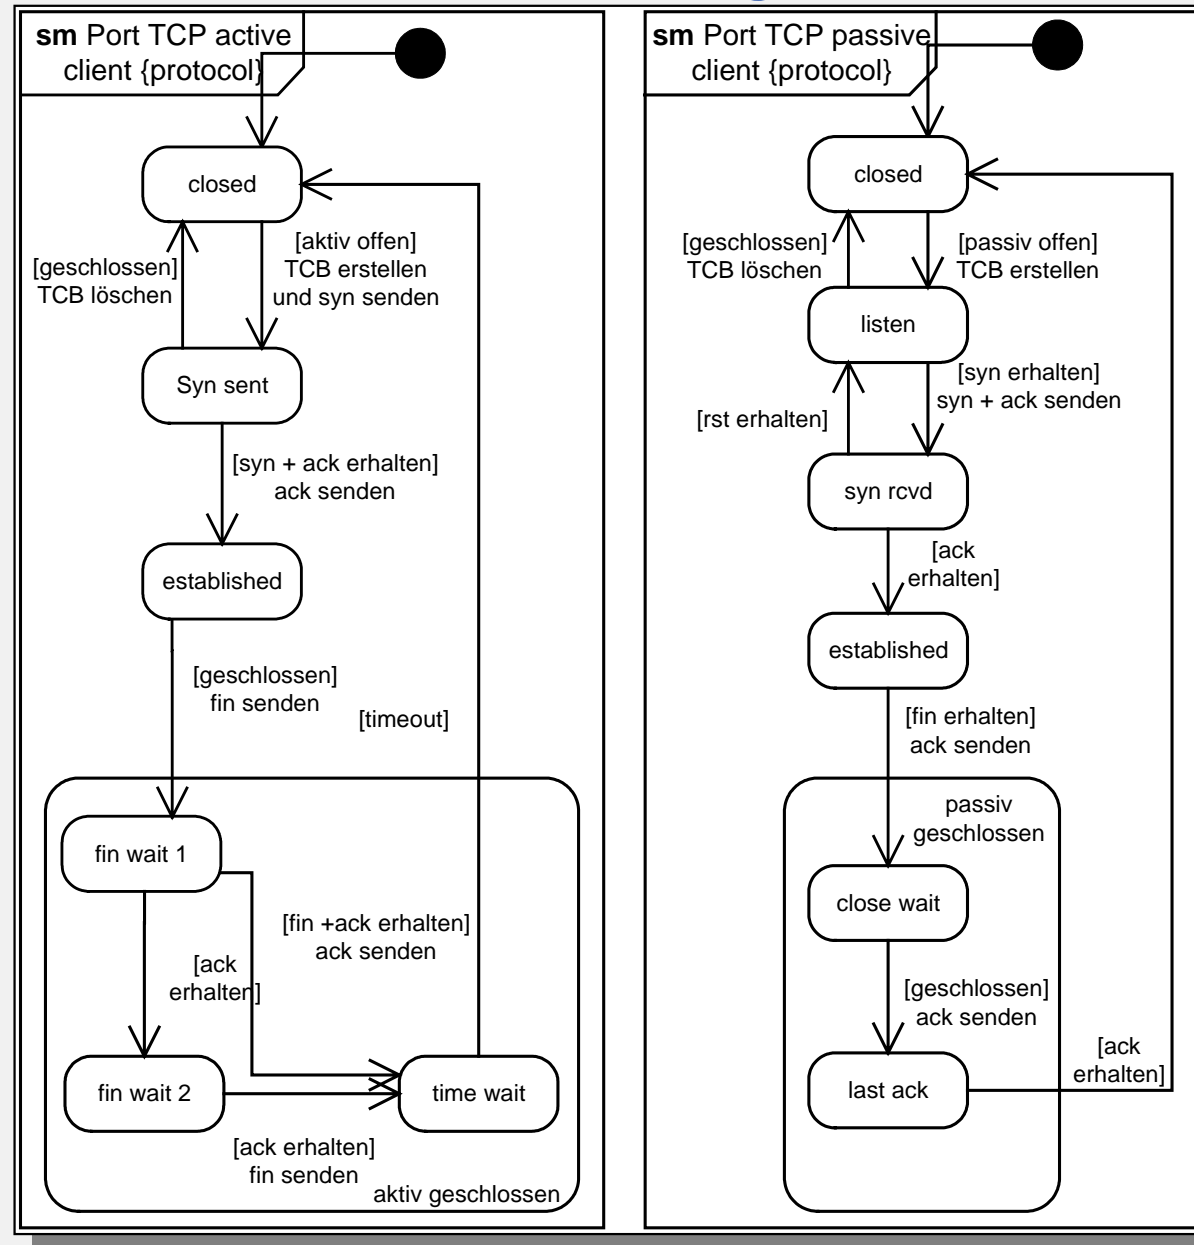 sm Port TCP active
client {protocol}
closed
[geschlossen]
TCB löschen
[aktiv offen]
TCB erstellen
und syn senden
Syn sent
[syn + ack erhalten]
ack senden
established
[geschlossen]
fin senden
[timeout]
fin wait 1
[fin +ack erhalten]
ack senden
[ack
erhalten]
fin wait 2
time wait
[ack erhalten]
fin senden
aktiv geschlossen
sm Port TCP passive
client {protocol}
closed
[geschlossen]
TCB löschen
[passiv offen]
TCB erstellen
listen
[syn erhalten]
syn + ack senden
[rst erhalten]
syn rcvd
[ack
erhalten]
established
[fin erhalten]
ack senden
passiv
geschlossen
close wait
[geschlossen]
ack senden
last ack
[ack
erhalten]